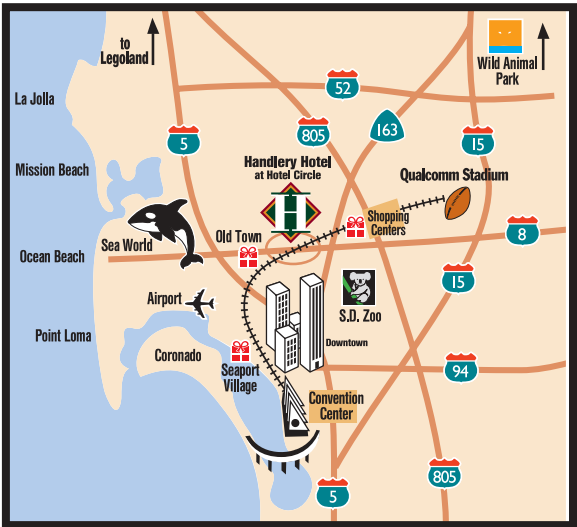 to
Legoland
Wild Animal
Park
La Jolla
52
5
805
163
15
Mission Beach
Handlery Hotel
at Hotel Circle
H
Qualcomm Stadium
Shopping
Centers
Sea World
Old Town
8
Ocean Beach
15
Airport
S.D. Zoo
Point Loma
Downtown
Coronado
Seaport
Village
94
Convention
Center
805
5